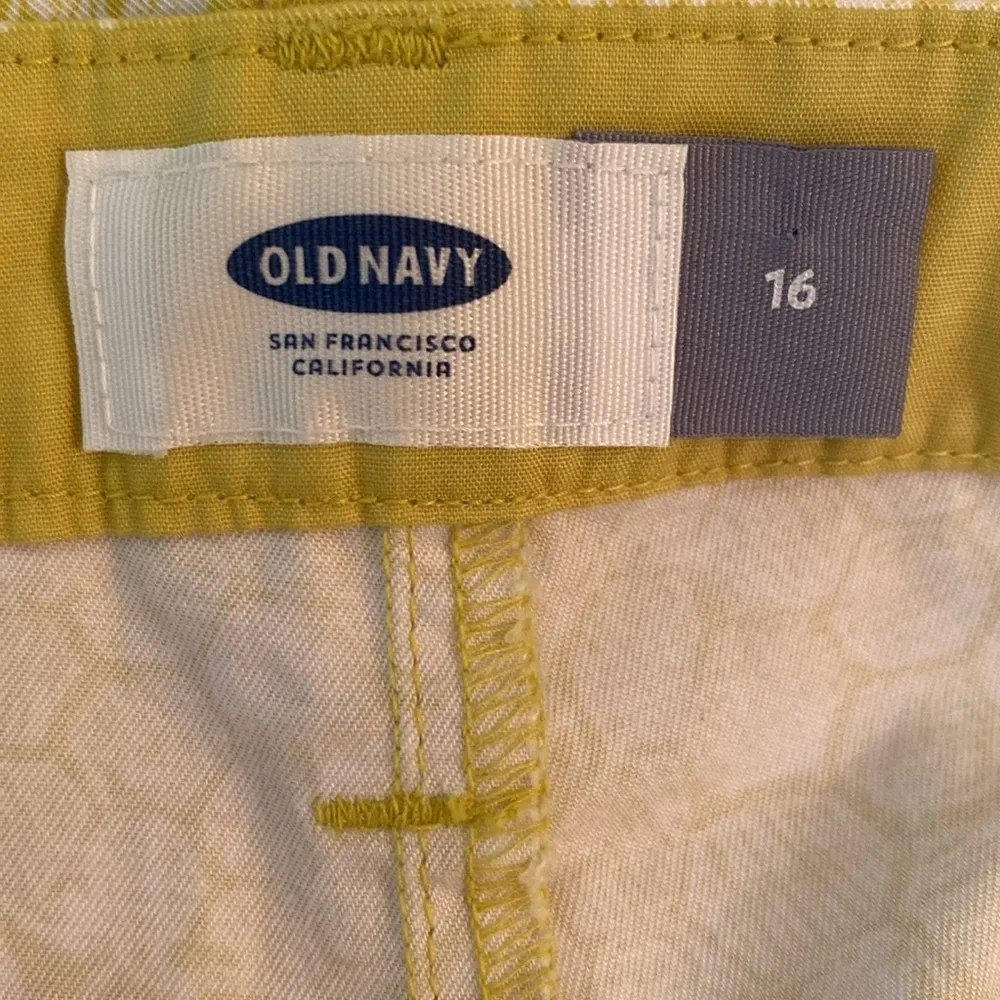 OLD NAVY
SAN FRANCISCO
CALIFORNIA
16